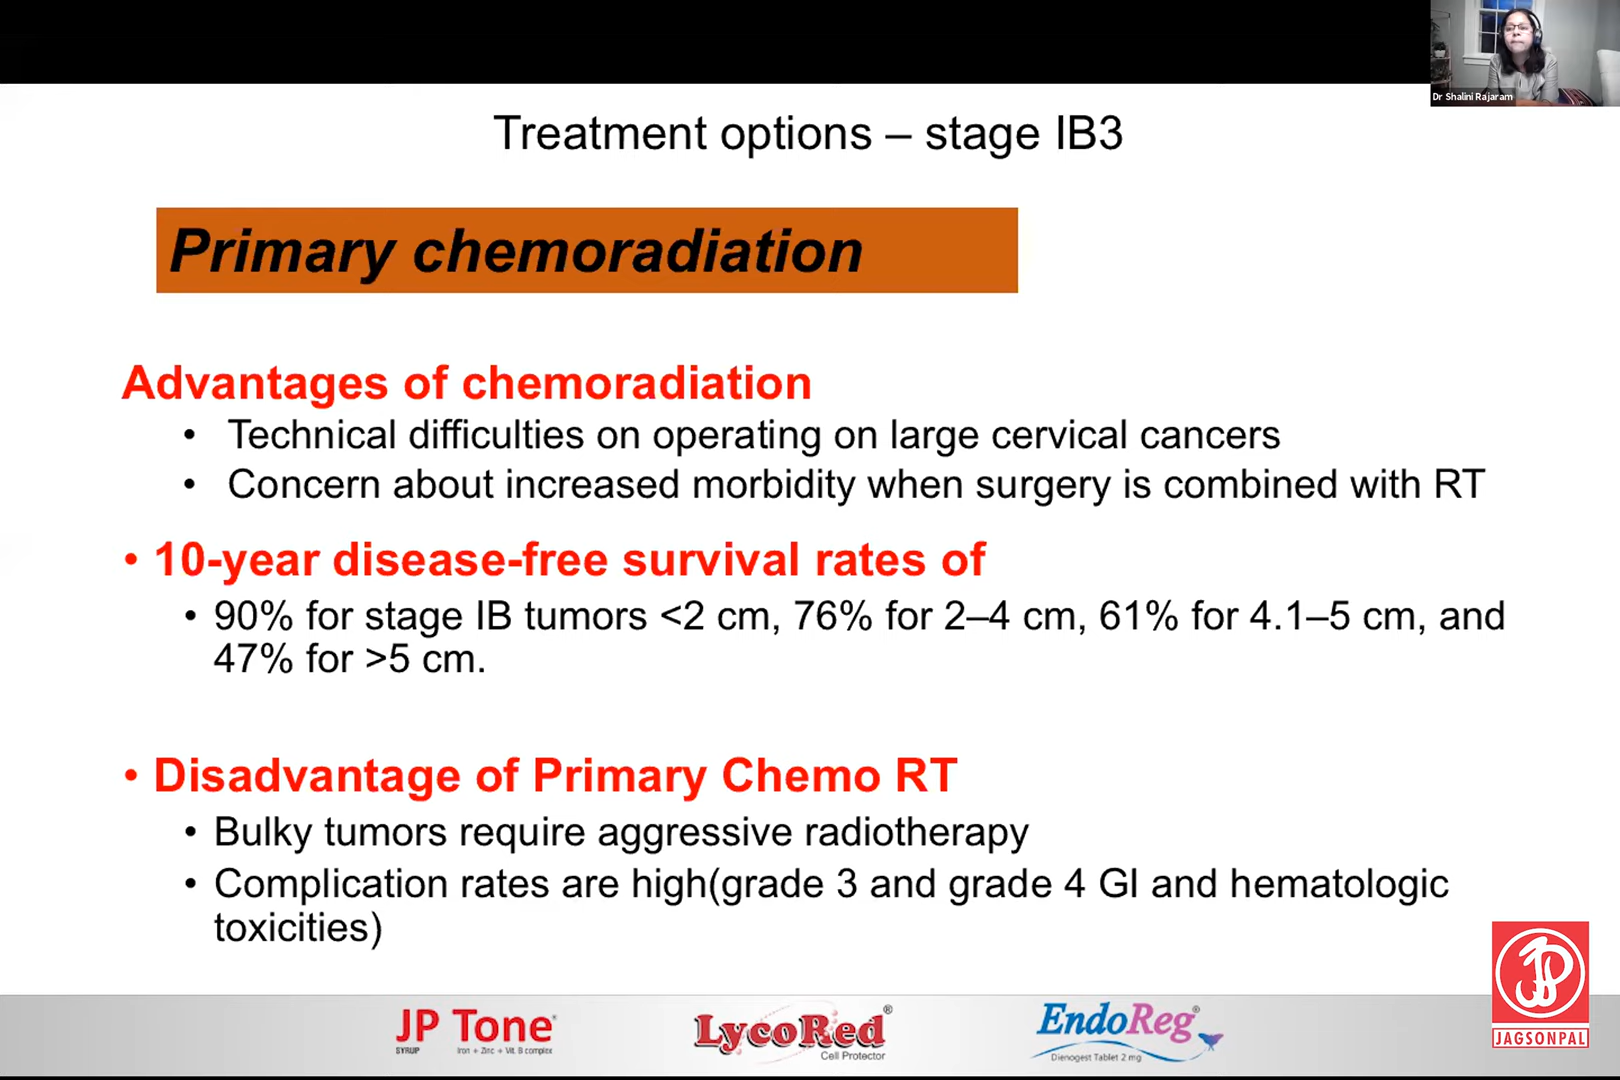 Dr Shalini Rajaram
Treatment options – stage IB3
Primary chemoradiation
Advantages of chemoradiation
• Technical difficulties on operating on large cervical cancers
• Concern about increased morbidity when surgery is combined with RT
• 10-year disease-free survival rates of
• 90% for stage IB tumors <2 cm, 76% for 2–4 cm, 61% for 4.1–5 cm, and
47% for >5 cm.
• Disadvantage of Primary Chemo RT
• Bulky tumors require aggressive radiotherapy
• Complication rates are high(grade 3 and grade 4 GI and hematologic
toxicities)
JP Tone
SYRUP Iron + Zinc + Vit. B complex
LycoRed®
Cell Protector
EndoReg®
Dienogest Tablet 2 mg
JAGSONPAL